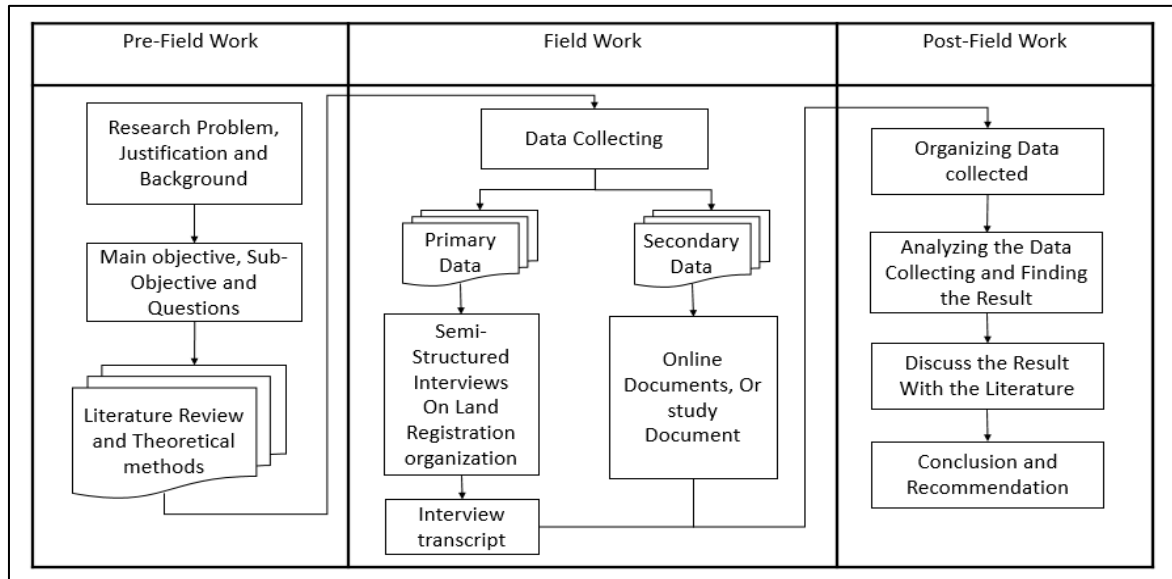 Pre-Field Work
Field Work
Post-Field Work
Research Problem,
Justification and
Background
Main objective, Sub-
Objective and
Questions
Literature Review
and Theoretical
methods
Data Collecting
Primary
Data
Secondary
Data
Semi-
Structured
Interviews
On Land
Registration
organization
Online
Documents, Or
study
Document
Interview
transcript
Organizing Data
collected
Analyzing the Data
Collecting and Finding
the Result
Discuss the Result
With the Literature
Conclusion and
Recommendation